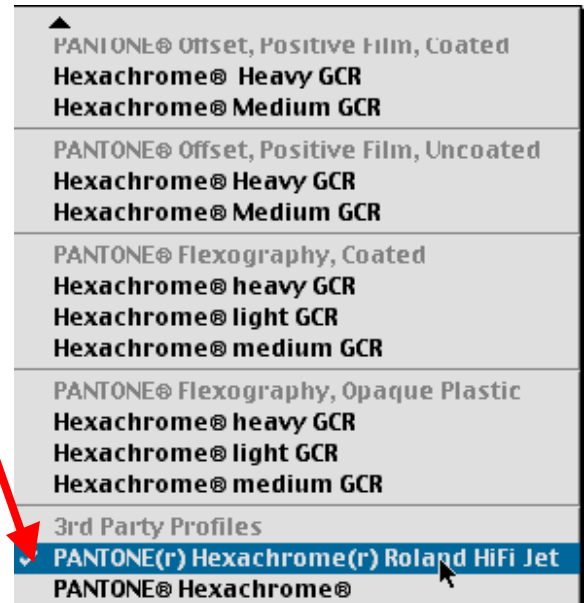 PANTONE® Offset, Positive Film, Coated
Hexachrome® Heavy GCR
Hexachrome® Medium GCR
PANTONE® Offset, Positive Film, Uncoated
Hexachrome® Heavy GCR
Hexachrome® Medium GCR
PANTONE® Flexography, Coated
Hexachrome® heavy GCR
Hexachrome® light GCR
Hexachrome® medium GCR
PANTONE® Flexography, Opaque Plastic
Hexachrome® heavy GCR
Hexachrome® light GCR
Hexachrome® medium GCR
3rd Party Profiles
PANTONE(r) Hexachrome(r) Roland HiFi Jet
PANTONE® Hexachrome®